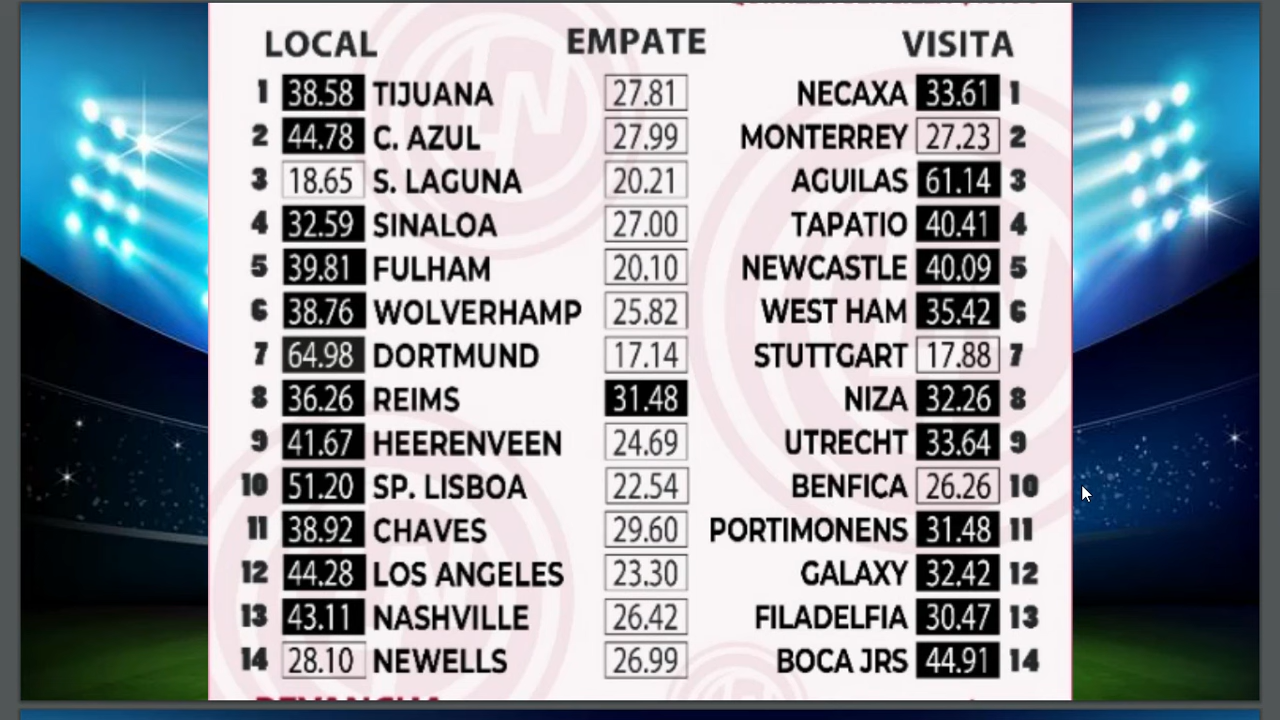 LOCAL EMPATE VISITA
1 38.58 TIJUANA 27.81 NECAXA 33.61 1
2 44.78 C. AZUL 27.99 MONTERREY 27.23 2
3 18.65 S. LAGUNA 20.21 AGUILAS 61.14 3
4 32.59 SINALOA 27.00 TAPATIO 40.41 4
5 39.81 FULHAM 20.10 NEWCASTLE 40.09 5
6 38.76 WOLVERHAMP 25.82 WEST HAM 35.42 6
7 64.98 DORTMUND 17.14 STUTTGART 17.88 7
8 36.26 REIMS 31.48 NIZA 32.26 8
9 41.67 HEERENVEEN 24.69 UTRECHT 33.64 9
10 51.20 SP. LISBOA 22.54 BENFICA 26.26 10
11 38.92 CHAVES 29.60 PORTIMONENS 31.48 11
12 44.28 LOS ANGELES 23.30 GALAXY 32.42 12
13 43.11 NASHVILLE 26.42 FILADELFIA 30.47 13
14 28.10 NEWELLS 26.99 BOCA JRS 44.91 14